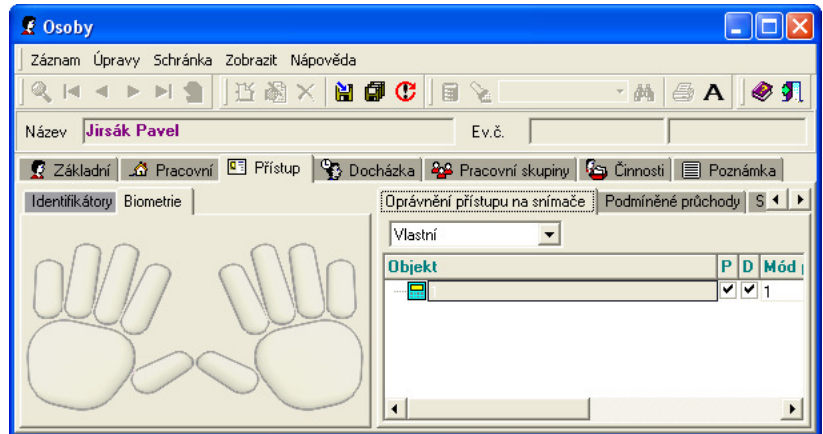 Osoby
Záznam Úpravy Schránka Zobrazit Nápověda
A
Název Jirsák Pavel Ev.č.
Základní Pracovní Přístup Docházka Pracovní skupiny Činnosti Poznámka
Identifikátory Biometrie Oprávnění přístupu na snímače Podmíněné průchody S
Vlastní
Objekt P D Mód
1